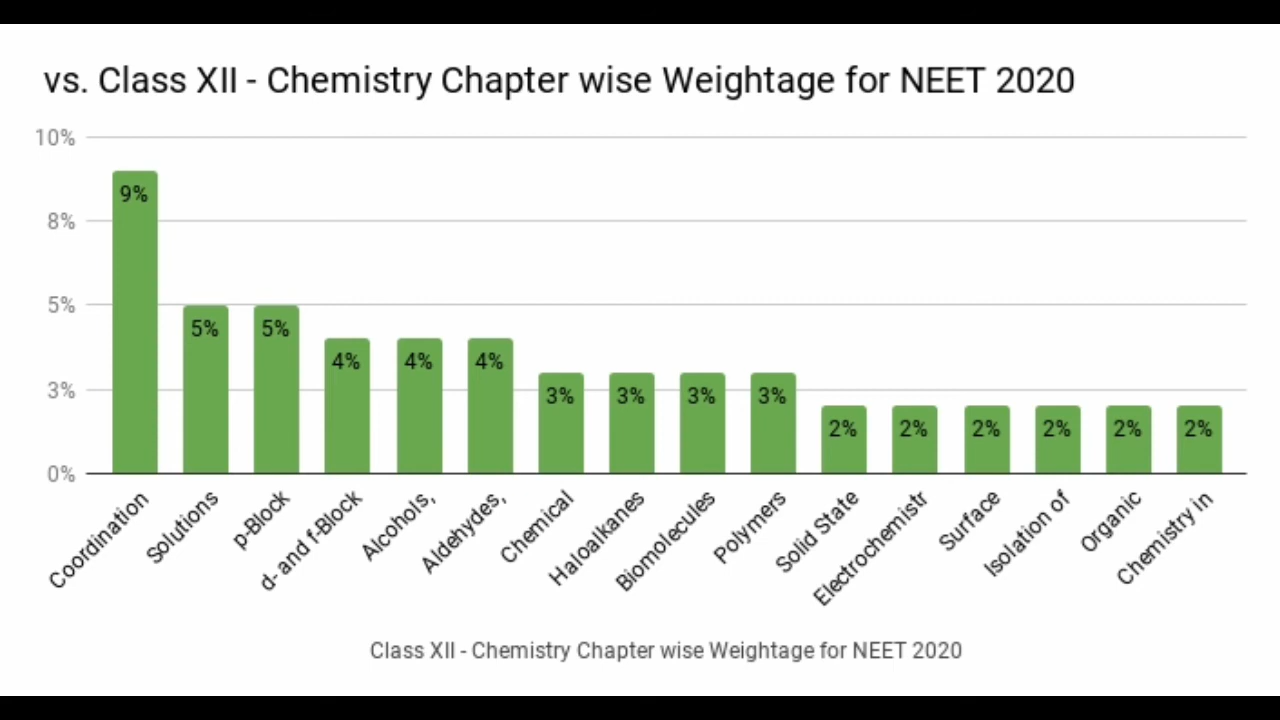 vs. Class XII - Chemistry Chapter wise Weightage for NEET 2020
10%
8%
5%
3%
0%
9%
5%
5%
4%
4%
4%
3%
3%
3%
3%
2%
2%
2%
2%
2%
2%
Coordination
Solutions
p-Block
d- and f-Block
Alcohols,
Aldehydes,
Chemical
Haloalkanes
Biomolecules
Polymers
Solid State
Electrochemistr
Surface
Isolation of
Organic
Chemistry in
Class XII - Chemistry Chapter wise Weightage for NEET 2020